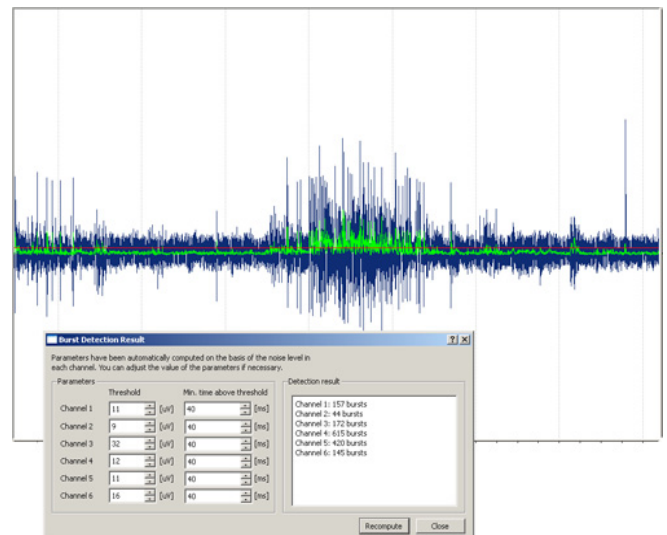 Burst Detection Result
Parameters have been automatically computed on the basis of the noise level in
each channel. You can adjust the value of the parameters if necessary.
Parameters
Threshold Min. time above threshold
Channel 1 11 [uV] 40 [ms]
Channel 2 9 [uV] 40 [ms]
Channel 3 32 [uV] 40 [ms]
Channel 4 12 [uV] 40 [ms]
Channel 5 11 [uV] 40 [ms]
Channel 6 16 [uV] 40 [ms]
Detection result
Channel 1: 157 bursts
Channel 2: 44 bursts
Channel 3: 172 bursts
Channel 4: 615 bursts
Channel 5: 420 bursts
Channel 6: 145 bursts
Recompute Close